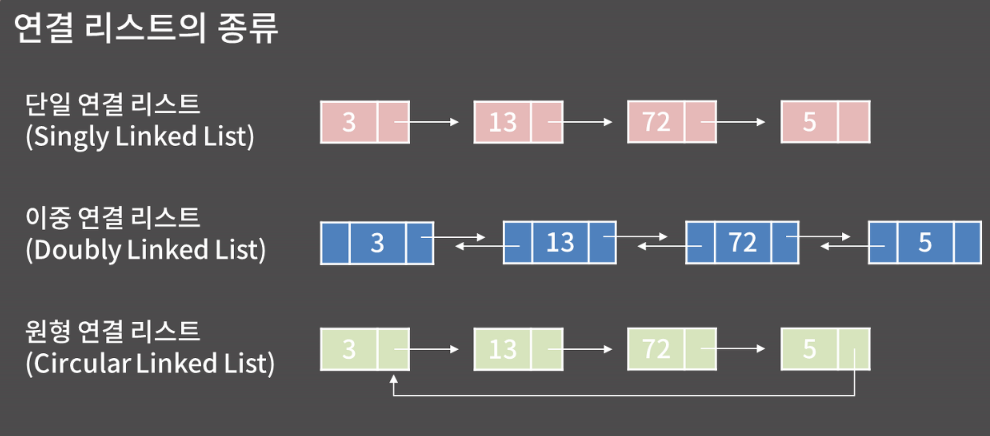 연결 리스트의 종류
단일 연결 리스트
(Singly Linked List)
3 13 72 5
이중 연결 리스트
(Doubly Linked List)
3 13 72 5
원형 연결 리스트
(Circular Linked List)
3 13 72 5